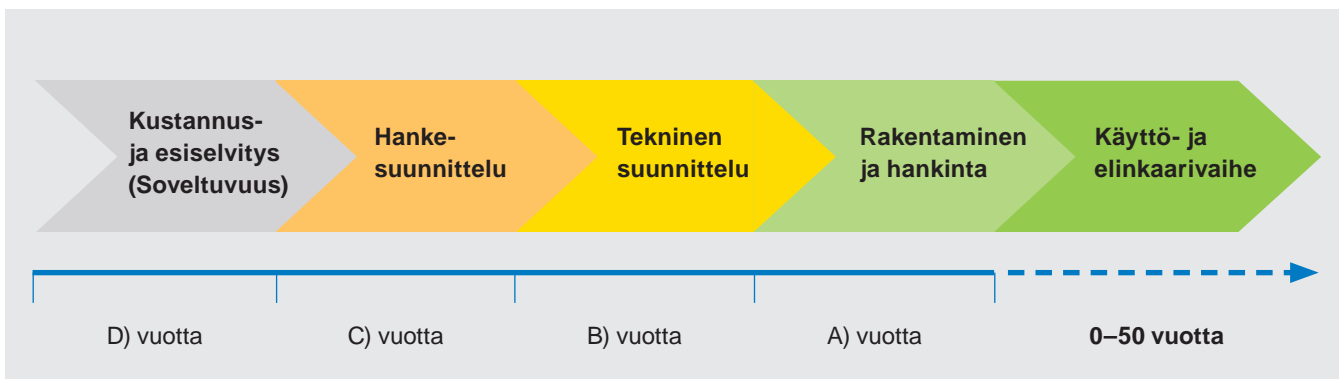 Kustannus-
ja esiselvitys
(Soveltuvuus)
Hanke-
suunnittelu
Tekninen
suunnittelu
Rakentaminen
ja hankinta
Käyttö- ja
elinkaarivaihe
D) vuotta
C) vuotta
B) vuotta
A) vuotta
0–50 vuotta